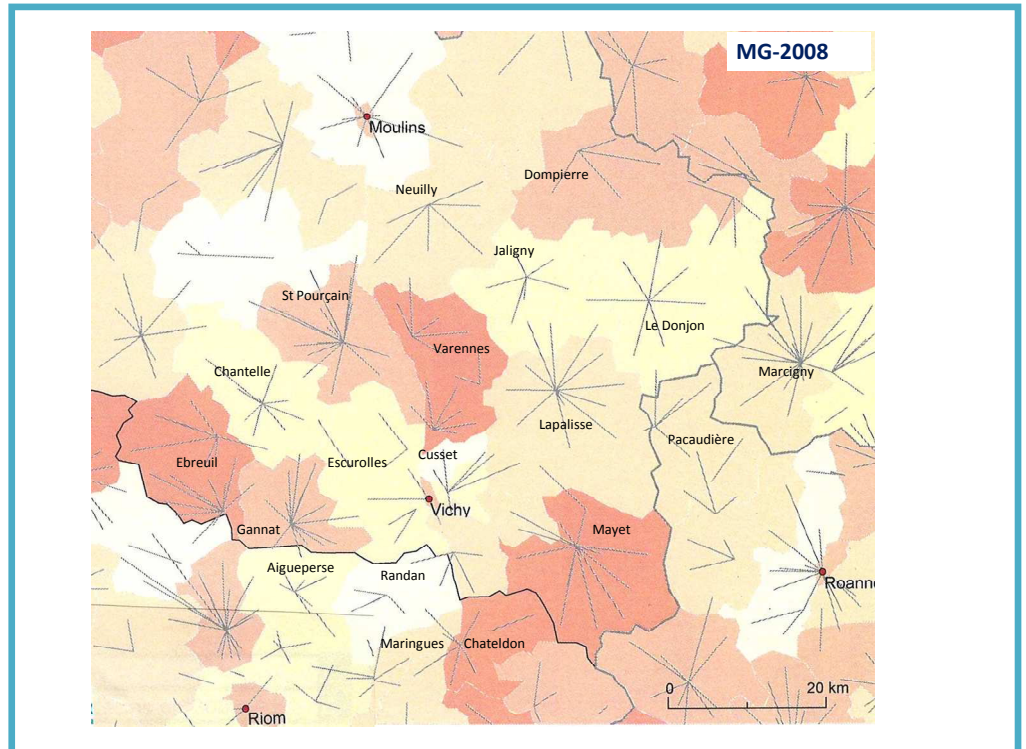 MG-2008
Moulins
Dompierre
Neuilly
Jaligny
St Pourçain
Le Donjon
Varennes
Chantelle
Marcigny
Lapalisse
Pacaudière
Cusset
Ebreuil
Escurolles
Vichy
Gannat
Mayet
Aigueperse
Randan
Roanne
Maringues
Chateldon
0 20 km
Riom